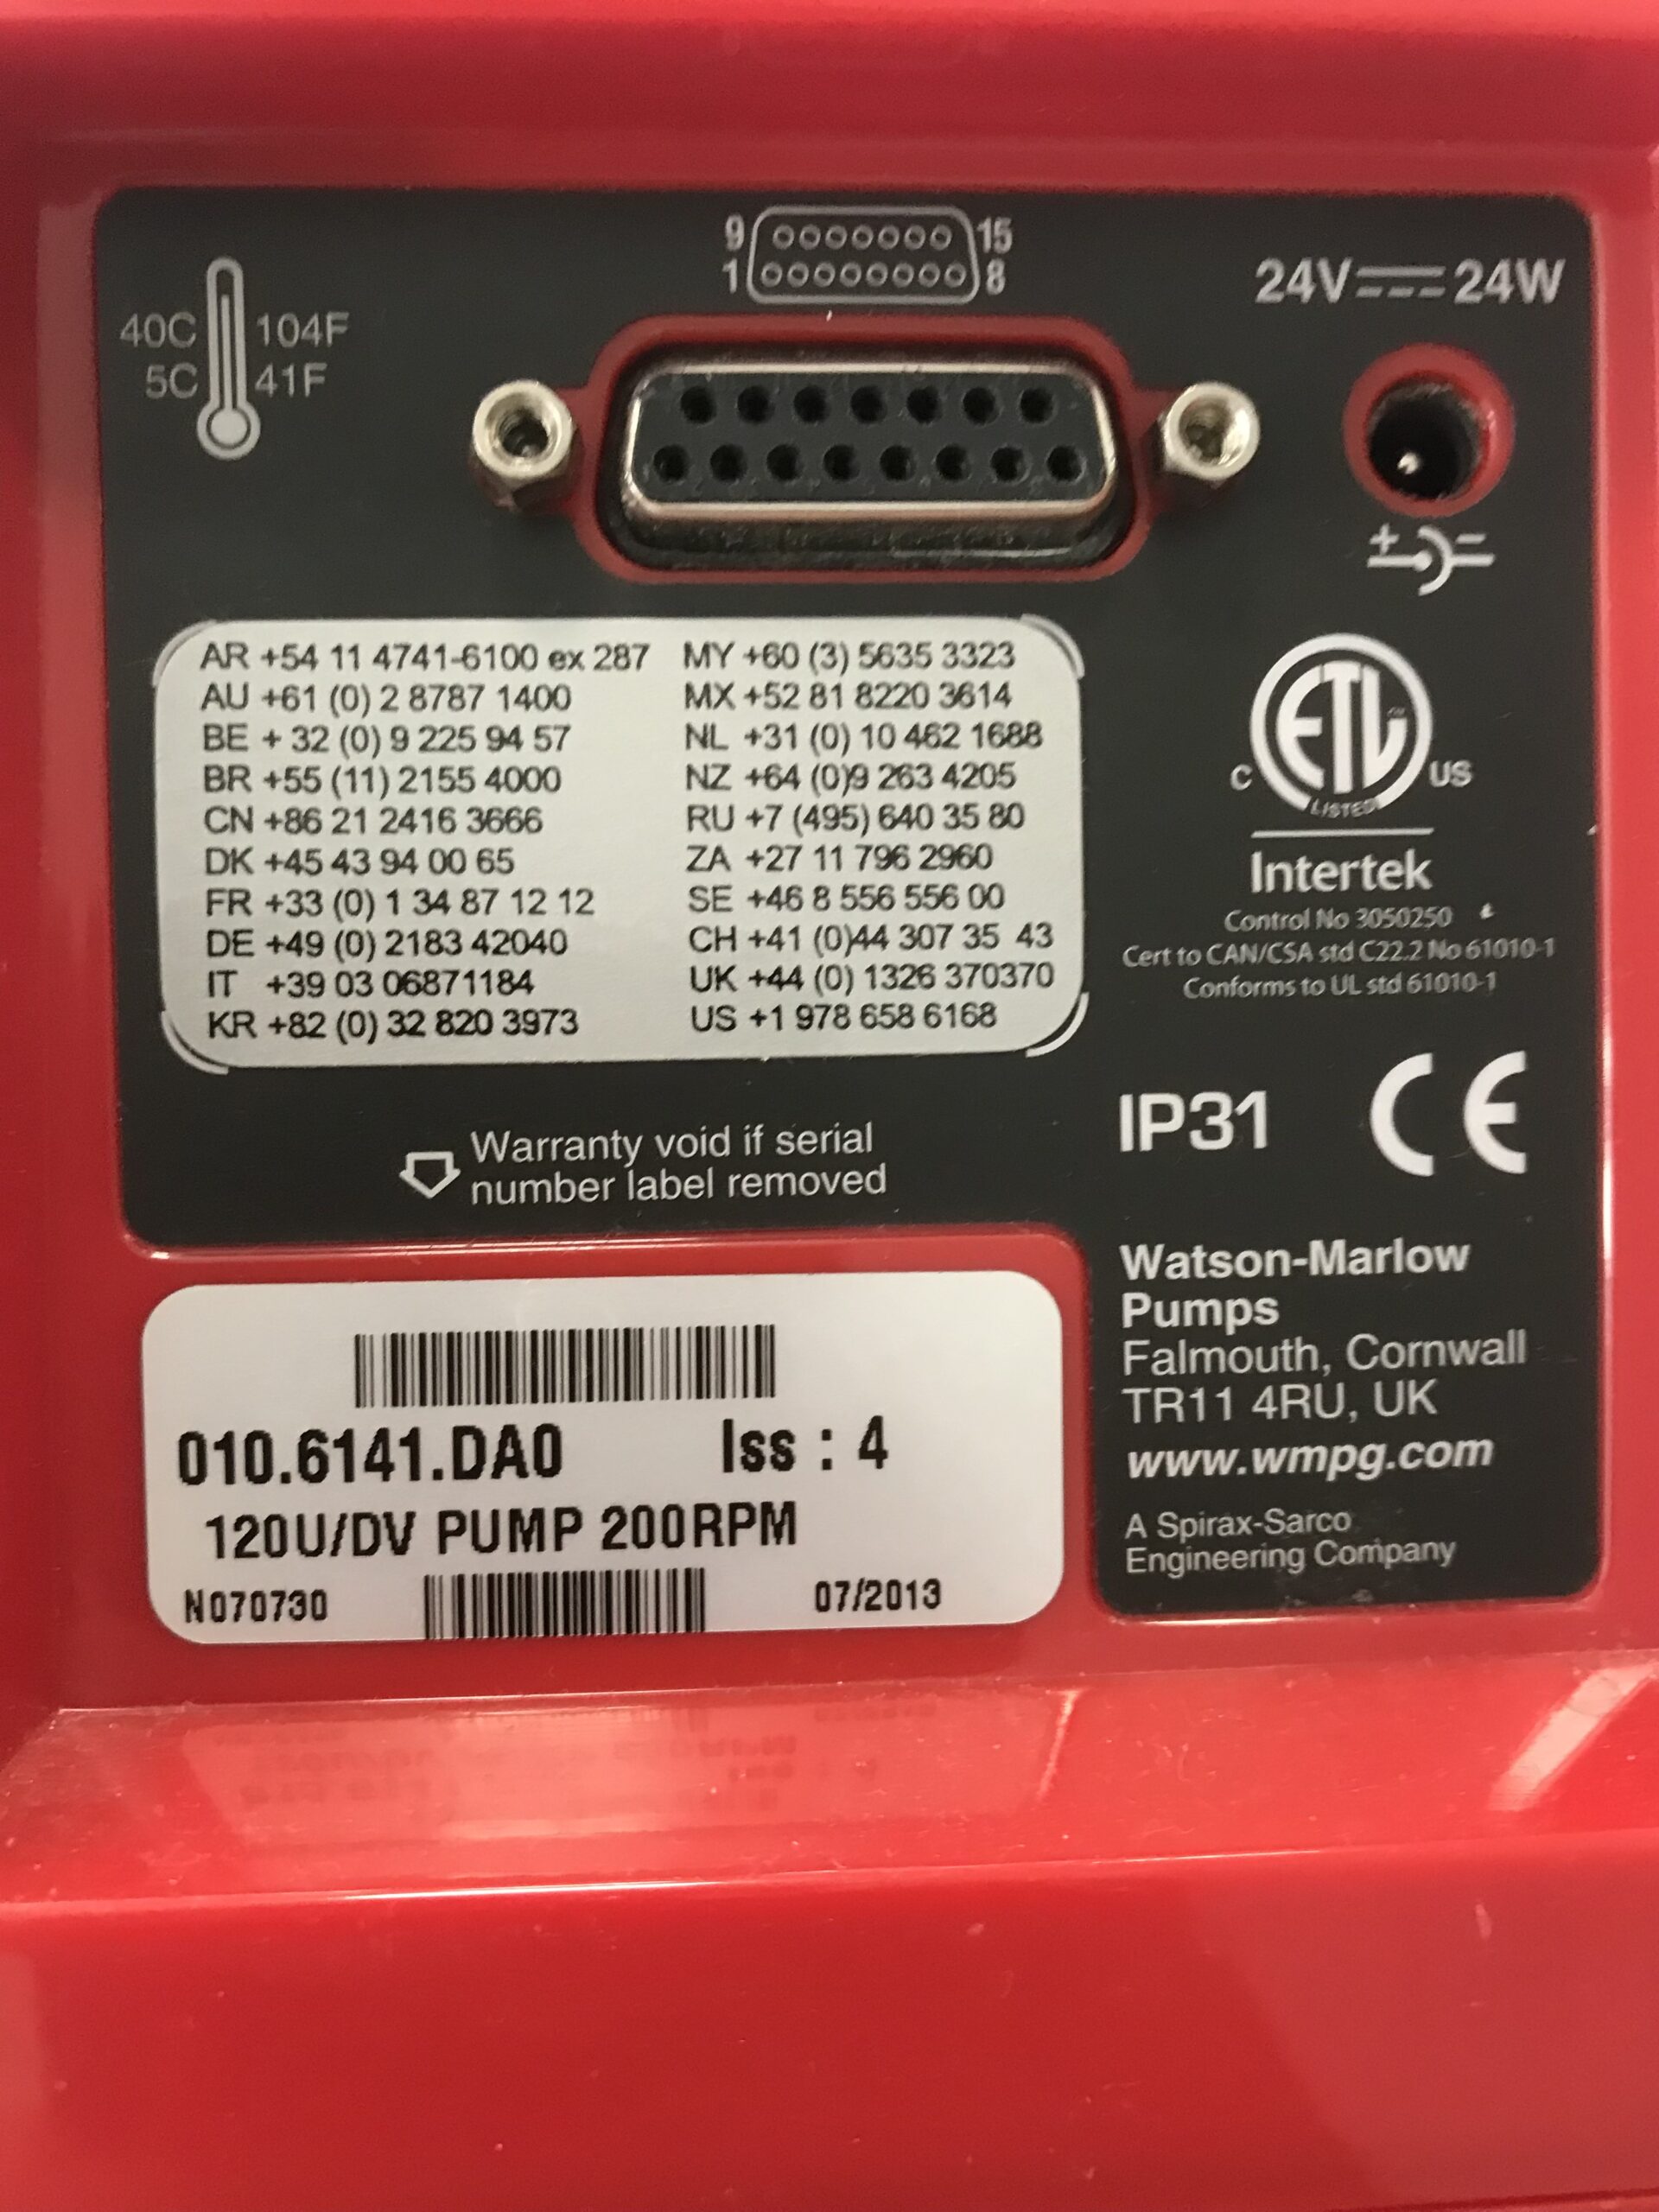 9 15
1 8
24V 24W
40C 104F
5C 41F
+ -
AR +54 11 4741-6100 ex 287
AU +61 (0) 2 8787 1400
BE + 32 (0) 9 225 94 57
BR +55 (11) 2155 4000
CN +86 21 2416 3666
DK +45 43 94 00 65
FR +33 (0) 1 34 87 12 12
DE +49 (0) 2183 42040
IT +39 03 06871184
KR +82 (0) 32 820 3973
MY +60 (3) 5635 3323
MX +52 81 8220 3614
NL +31 (0) 10 462 1688
NZ +64 (0)9 263 4205
RU +7 (495) 640 35 80
ZA +27 11 796 2960
SE +46 8 556 556 00
CH +41 (0)44 307 35 43
UK +44 (0) 1326 370370
US +1 978 658 6168
ETL
C US
LISTED
Intertek
Control No 3050250
Cert to CAN/CSA std C22.2 No 61010-1
Conforms to UL std 61010-1
IP31 CE
Warranty void if serial
number label removed
Watson-Marlow
Pumps
Falmouth, Cornwall
TR11 4RU, UK
www.wmpg.com
A Spirax-Sarco
Engineering Company
010.6141.DA0 Iss : 4
120U/DV PUMP 200RPM
N070730 07/2013